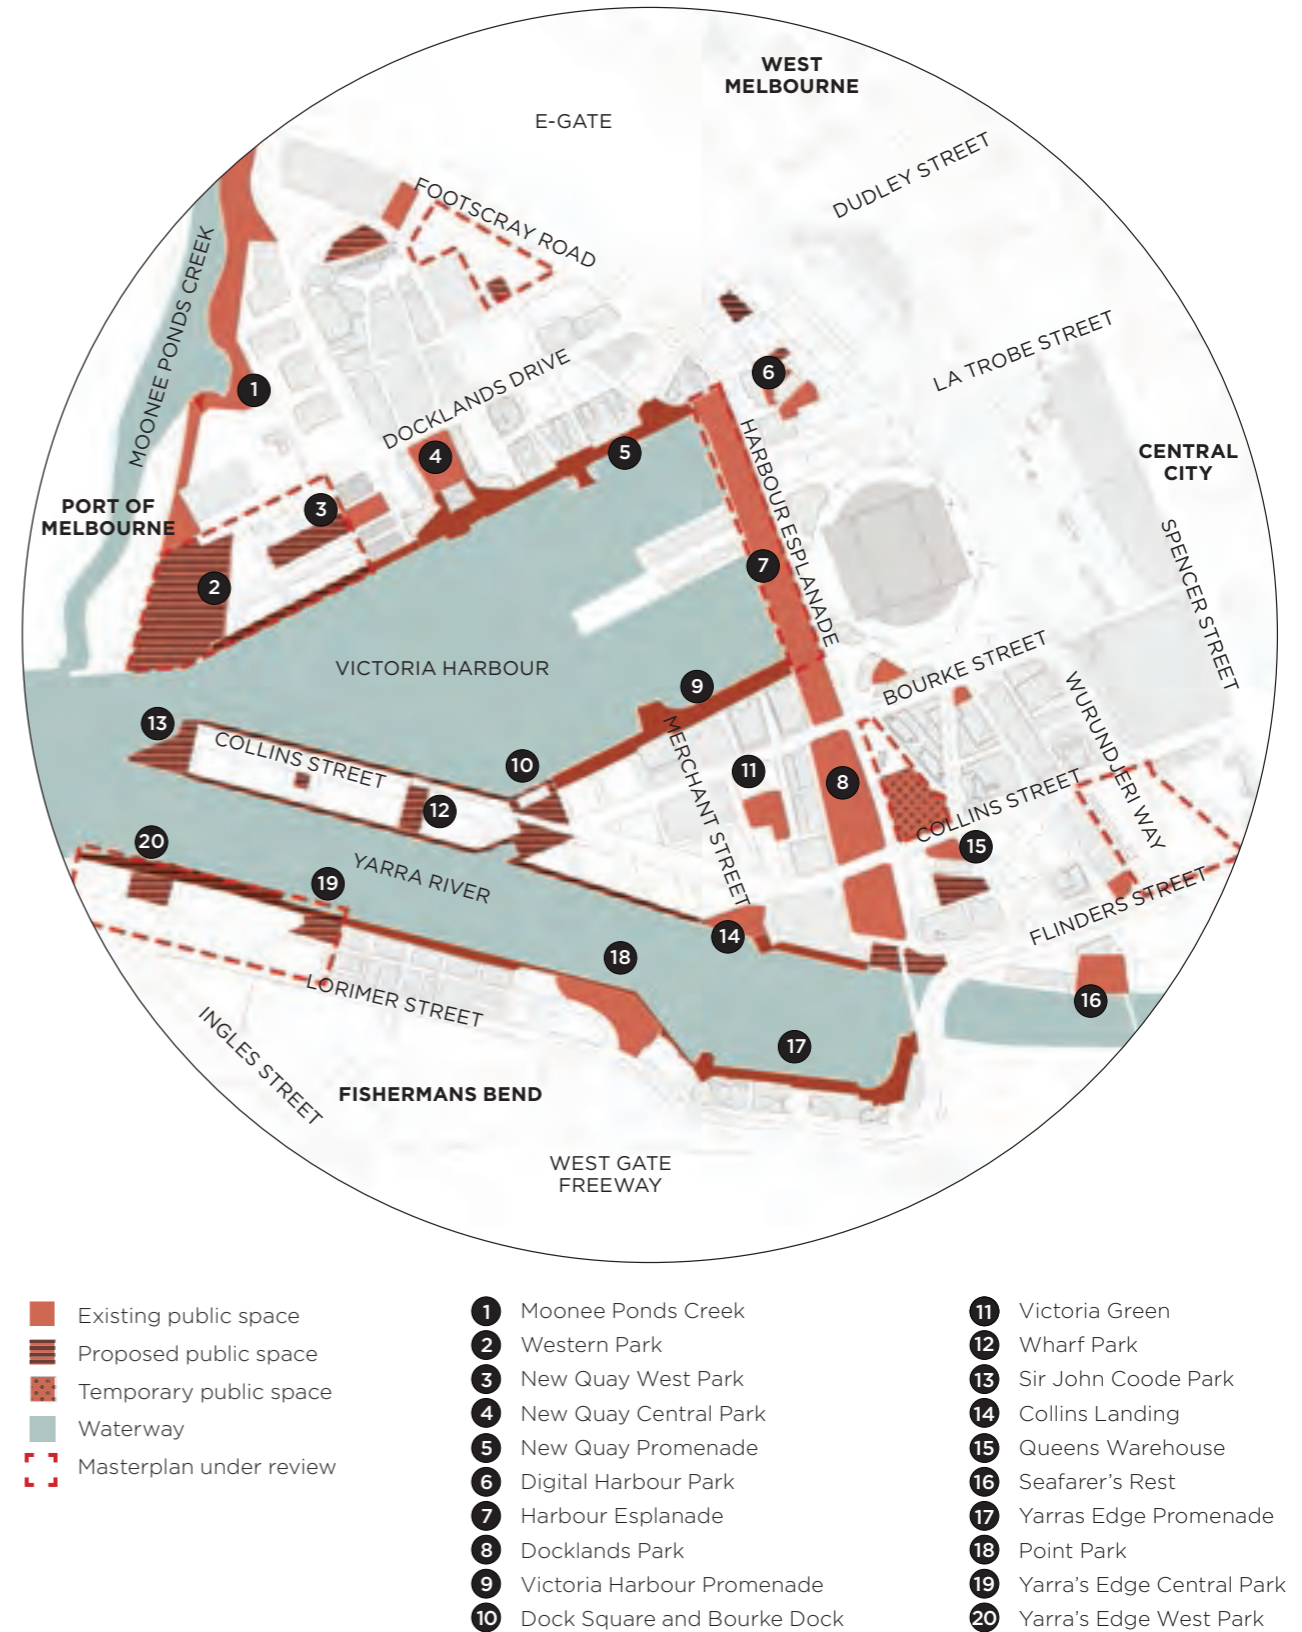 WEST
MELBOURNE
E-GATE
DUDLEY STREET
FOOTSCRAY ROAD
MOONEE PONDS CREEK
LA TROBE STREET
DOCKLANDS DRIVE
6
1
HARBOUR ESPLANADE
4
5
CENTRAL
CITY
3
PORT OF
MELBOURNE
SPENCER STREET
7
2
VICTORIA HARBOUR
BOURKE STREET
9
WURUNDJERI WAY
13
MERCHANT STREET
COLLINS STREET
10
11
8
12
COLLINS STREET
20
15
YARRA RIVER
19
FLINDERS STREET
14
18
LORIMER STREET
16
INGLES STREET
17
FISHERMANS BEND
WEST GATE
FREEWAY
Existing public space
Proposed public space
Temporary public space
Waterway
Masterplan under review
1 Moonee Ponds Creek
2 Western Park
3 New Quay West Park
4 New Quay Central Park
5 New Quay Promenade
6 Digital Harbour Park
7 Harbour Esplanade
8 Docklands Park
9 Victoria Harbour Promenade
10 Dock Square and Bourke Dock
11 Victoria Green
12 Wharf Park
13 Sir John Coode Park
14 Collins Landing
15 Queens Warehouse
16 Seafarer's Rest
17 Yarras Edge Promenade
18 Point Park
19 Yarra's Edge Central Park
20 Yarra's Edge West Park